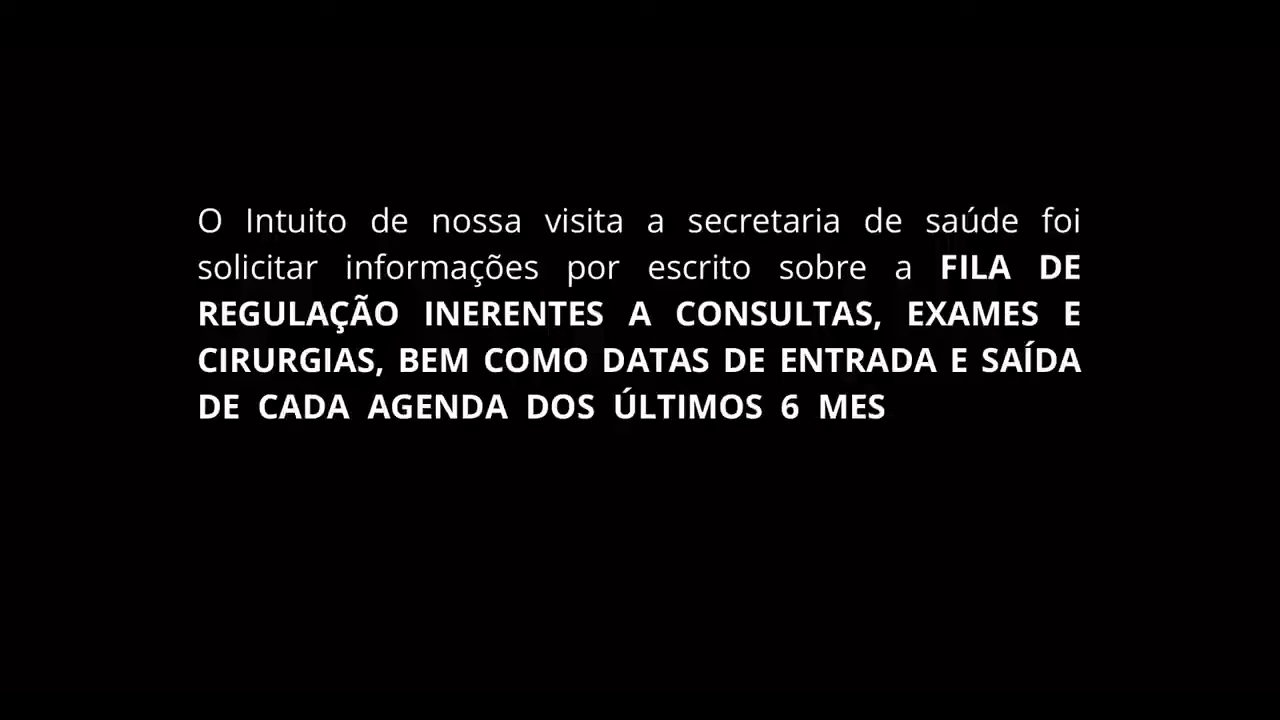 O Intuito de nossa visita a secretaria de saúde foi
solicitar informações por escrito sobre a FILA DE
REGULAÇÃO INERENTES A CONSULTAS, EXAMES E
CIRURGIAS, BEM COMO DATAS DE ENTRADA E SAÍDA
DE CADA AGENDA DOS ÚLTIMOS 6 MES